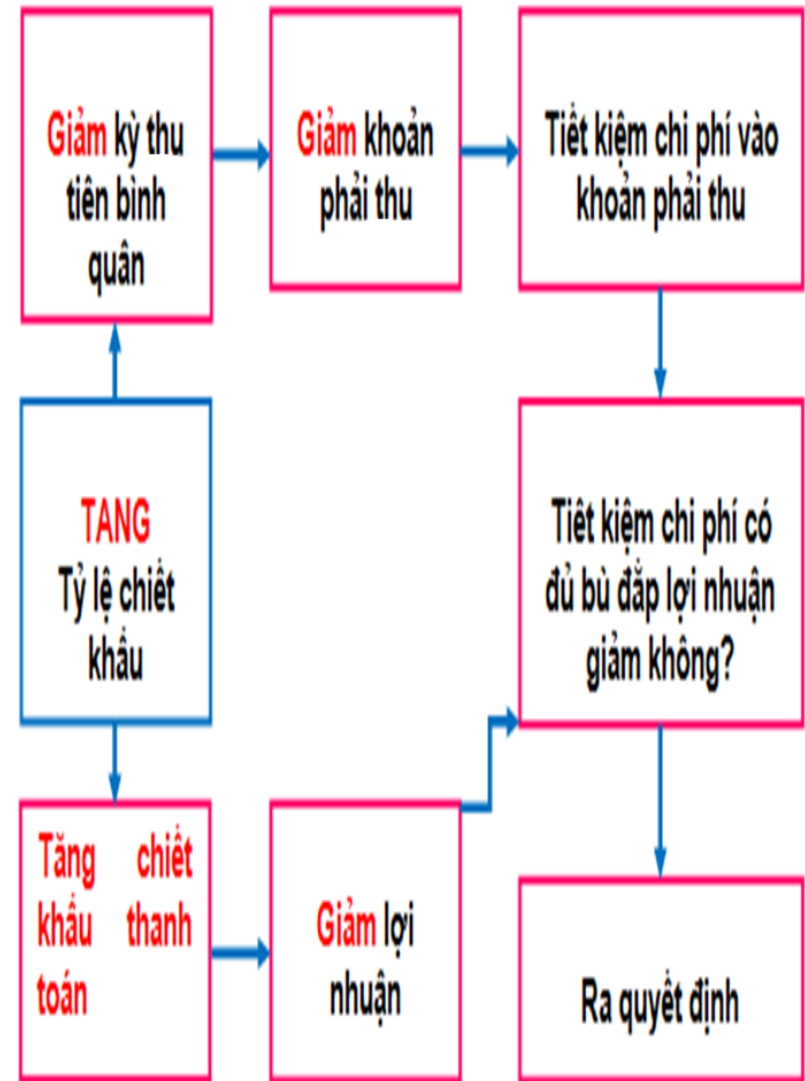 Giảm kỳ thu
tiên bình
quân
Giảm khoản
phải thu
Tiết kiệm chi phí vào
khoản phải thu
TANG
Tỷ lệ chiết
khấu
Tiêt kiệm chi phí có
đủ bù đắp lợi nhuận
giảm không?
Tăng chiết
khấu thanh
toán
Giảm lợi
nhuận
Ra quyết định